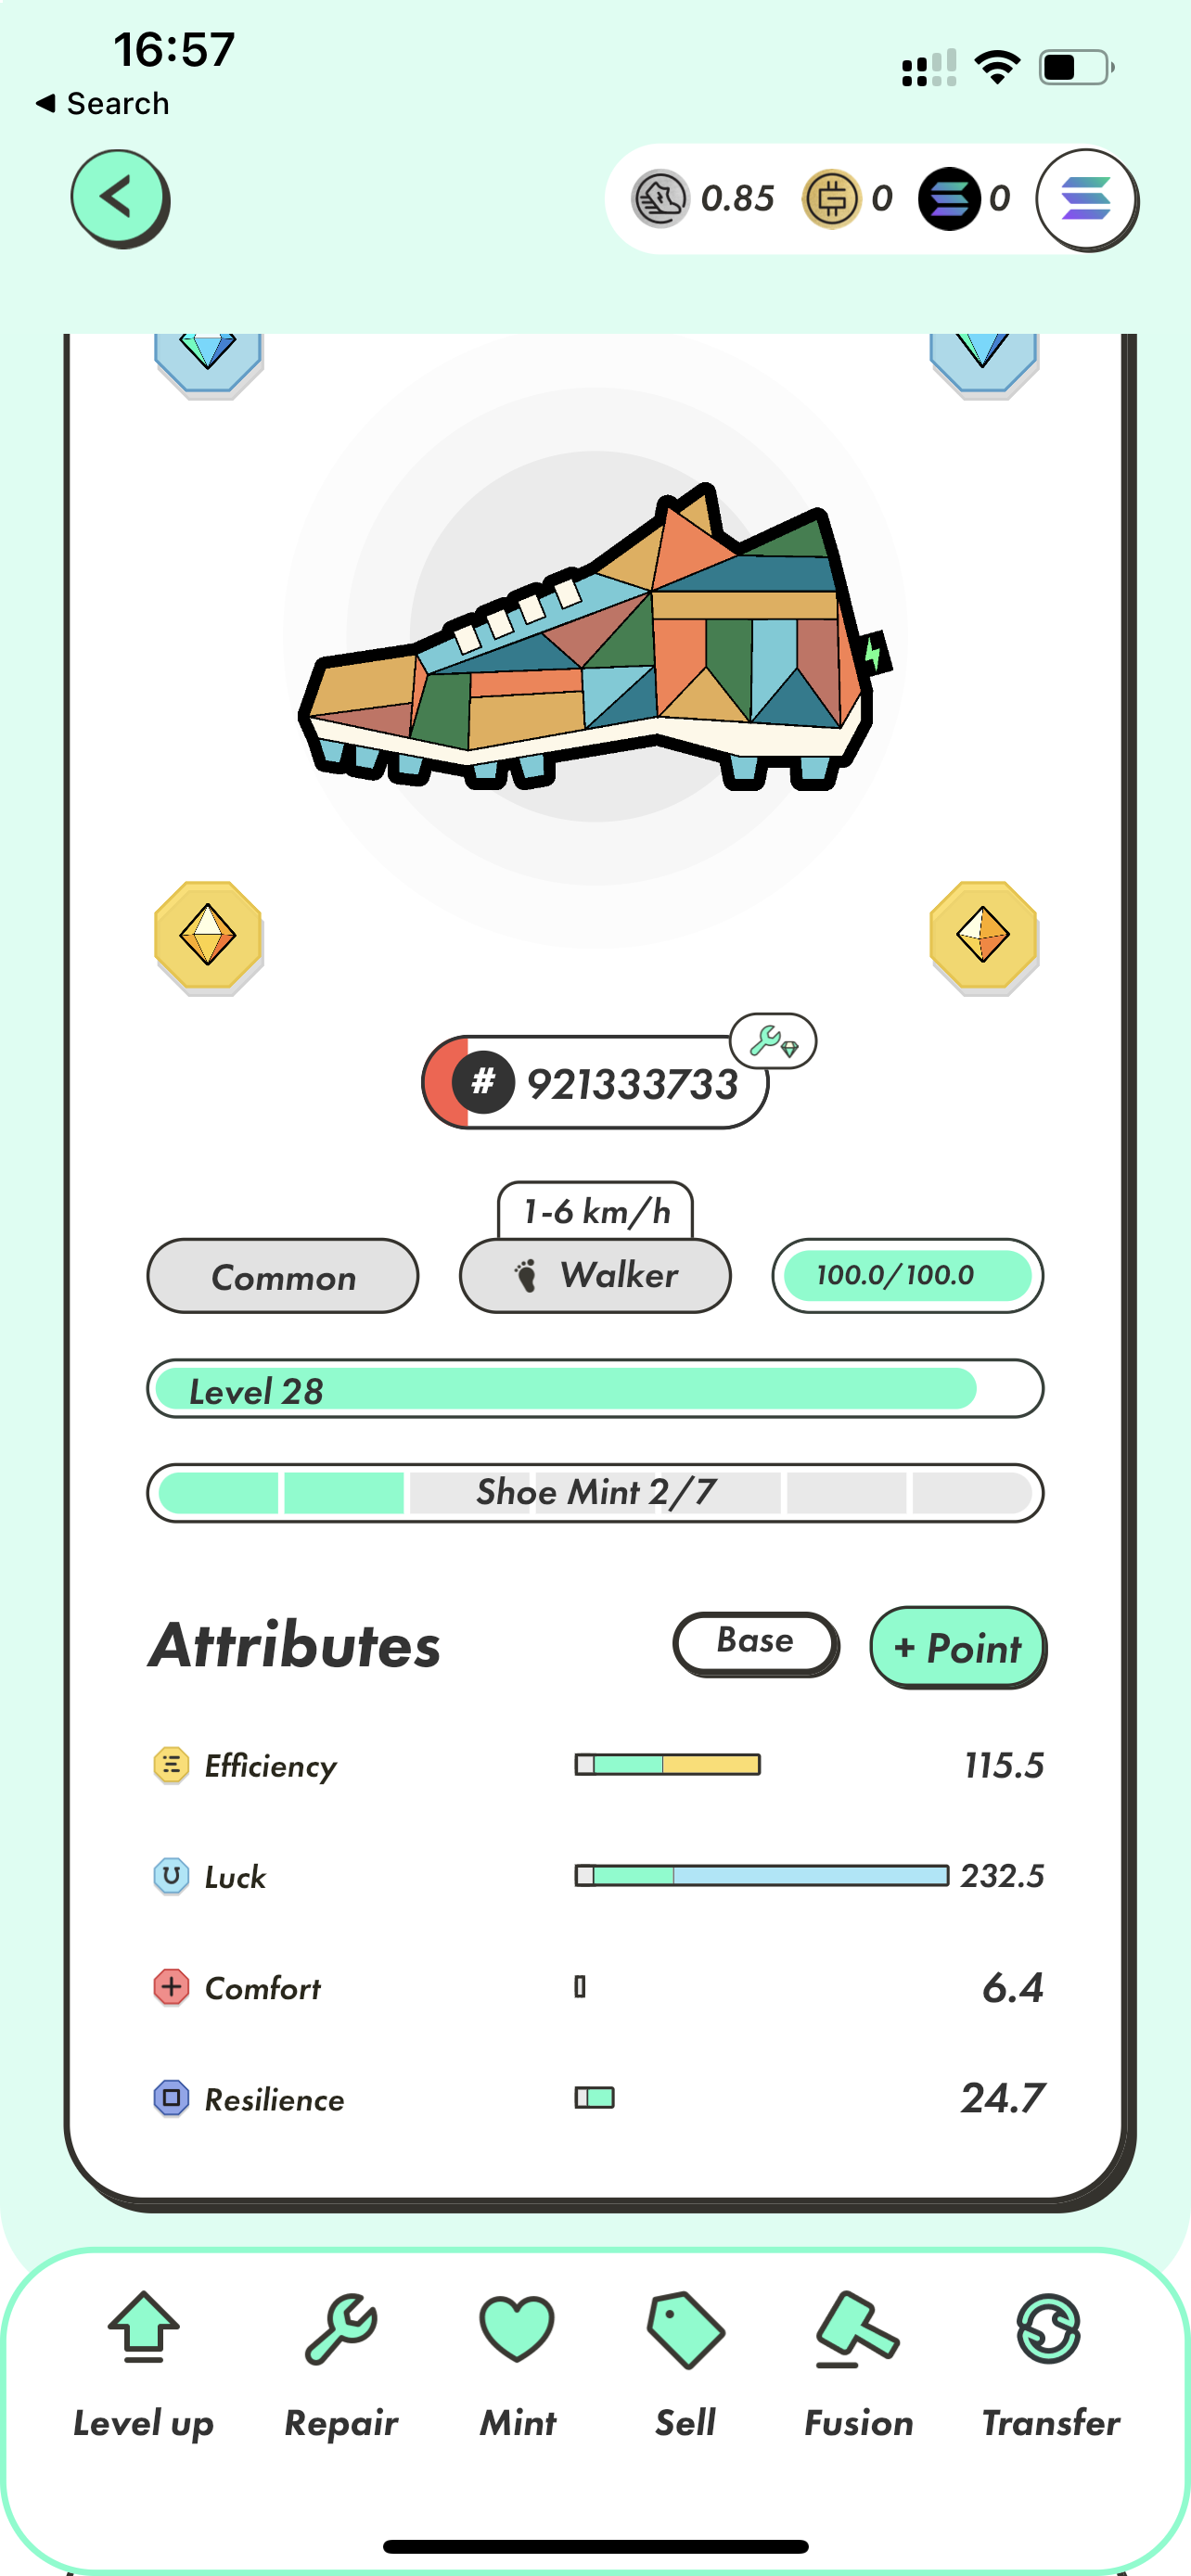 16:57
Search
0.85 0 0
# 921333733
1-6 km/h
Common Walker 100.0/100.0
Level 28
Shoe Mint 2/7
Attributes Base + Point
Efficiency 115.5
Luck 232.5
Comfort 6.4
Resilience 24.7
Level up Repair Mint Sell Fusion Transfer